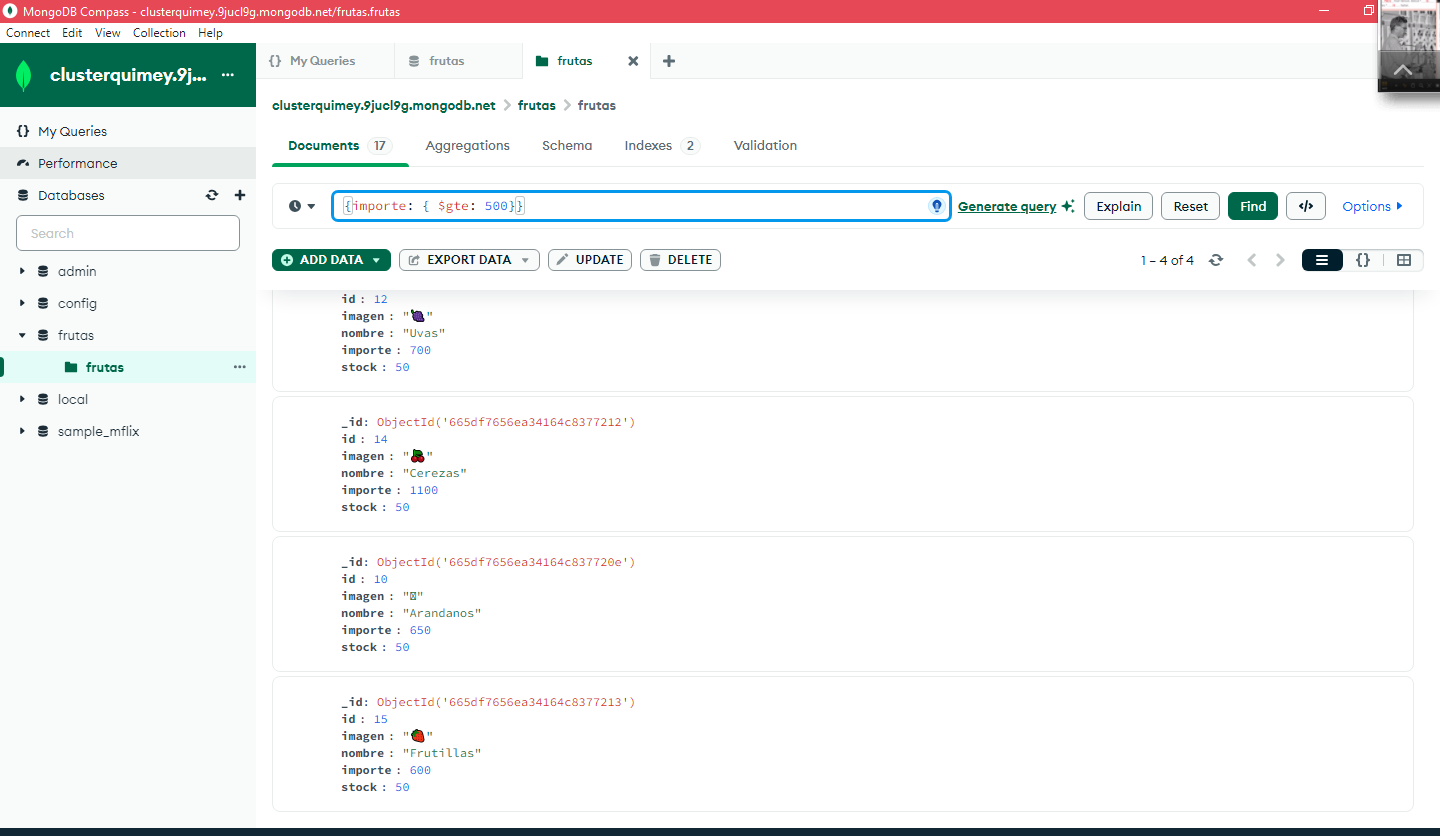 MongoDB Compass - clusterquimey.9jucl9g.mongodb.net/frutas.frutas
Connect Edit View Collection Help
clusterquimey.9j...
My Queries
Performance
Databases
Search
admin
config
frutas
frutas
local
sample_mflix
{} My Queries
frutas
frutas
clusterquimey.9jucl9g.mongodb.net > frutas > frutas
Documents 17 Aggregations Schema Indexes 2 Validation
{importe: { $gte: 500}}
Generate query Explain Reset Find </> Options
ADD DATA EXPORT DATA UPDATE DELETE 1 – 4 of 4 {}
id : 12
imagen : "🍇"
nombre : "Uvas"
importe : 700
stock : 50
_id: ObjectId('665df7656ea34164c8377212')
id : 14
imagen : "🍒"
nombre : "Cerezas"
importe : 1100
stock : 50
_id: ObjectId('665df7656ea34164c837720e')
id : 10
imagen : "▯"
nombre : "Arandanos"
importe : 650
stock : 50
_id: ObjectId('665df7656ea34164c8377213')
id : 15
imagen : "🍓"
nombre : "Frutillas"
importe : 600
stock : 50